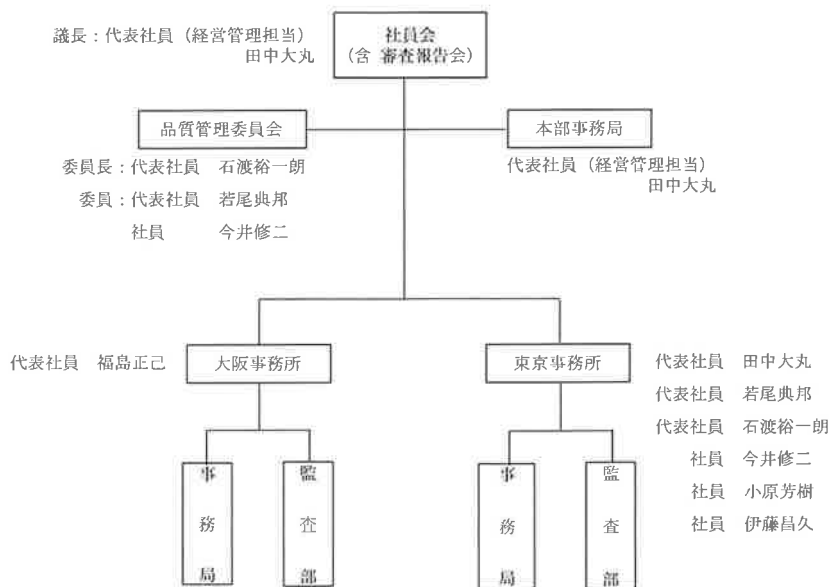 議長：代表社員（経営管理担当）
田中大丸
社員会
（含 審査報告会）
品質管理委員会
本部事務局
委員長：代表社員　石渡裕一朗
委員：代表社員　若尾典邦
社員　今井修二
代表社員（経営管理担当）
田中大丸
代表社員　福島正己
大阪事務所
東京事務所
代表社員　田中大丸
代表社員　若尾典邦
代表社員　石渡裕一朗
社員　今井修二
社員　小原芳樹
社員　伊藤昌久
事務局
監査部
事務局
監査部